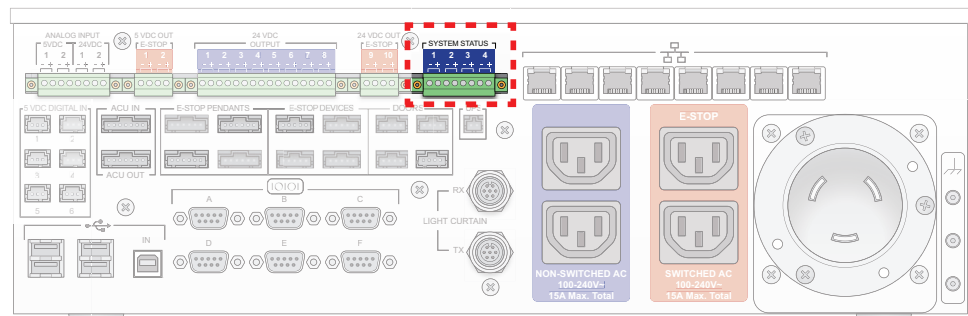 ANALOG INPUT
5VDC 24VDC
1 2 1 2
- + - + - + - +
5 VDC OUT
E-STOP
1 2
- + - +
24 VDC
OUTPUT
1 2 3 4 5 6 7 8
- + - + - + - + - + - + - + - +
24 VDC OUT
E-STOP
9 10
- + - +
SYSTEM STATUS
1 2 3 4
- + - + - + - +
5 VDC DIGITAL IN
1 2
3 4
5 6
ACU IN
ACU OUT
E-STOP PENDANTS
E-STOP DEVICES
DOORS
IN
IOIOI
A B C
D E F
RX
LIGHT CURTAIN
TX
NON-SWITCHED AC
100-240V~
15A Max. Total
E-STOP
SWITCHED AC
100-240V~
15A Max. Total